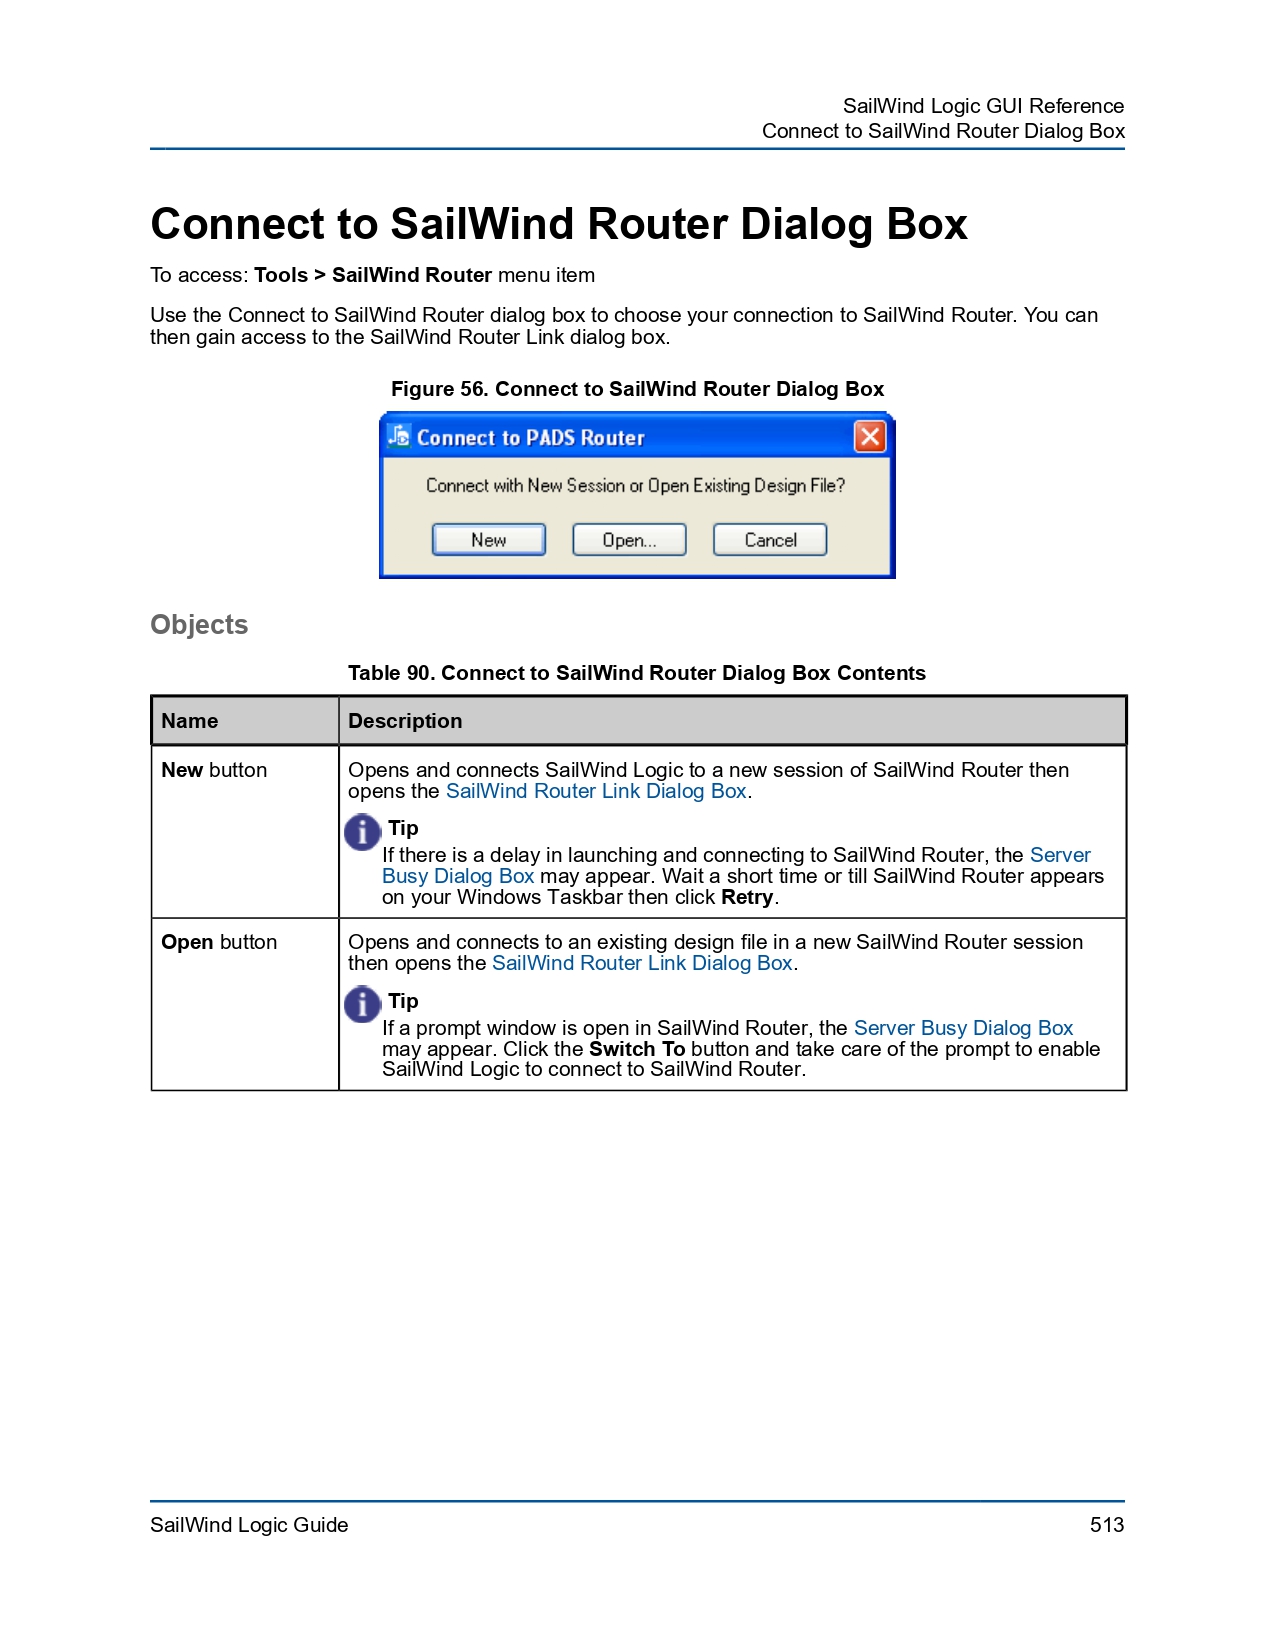 SailWind Logic GUI Reference
Connect to SailWind Router Dialog Box
Connect to SailWind Router Dialog Box
To access: Tools > SailWind Router menu item
Use the Connect to SailWind Router dialog box to choose your connection to SailWind Router. You can
then gain access to the SailWind Router Link dialog box.
Figure 56. Connect to SailWind Router Dialog Box
Connect to PADS Router
Connect with New Session or Open Existing Design File?
New Open... Cancel
Objects
Table 90. Connect to SailWind Router Dialog Box Contents
Name Description
New button Opens and connects SailWind Logic to a new session of SailWind Router then
opens the SailWind Router Link Dialog Box.
Tip
If there is a delay in launching and connecting to SailWind Router, the Server
Busy Dialog Box may appear. Wait a short time or till SailWind Router appears
on your Windows Taskbar then click Retry.
Open button Opens and connects to an existing design file in a new SailWind Router session
then opens the SailWind Router Link Dialog Box.
Tip
If a prompt window is open in SailWind Router, the Server Busy Dialog Box
may appear. Click the Switch To button and take care of the prompt to enable
SailWind Logic to connect to SailWind Router.
SailWind Logic Guide 513